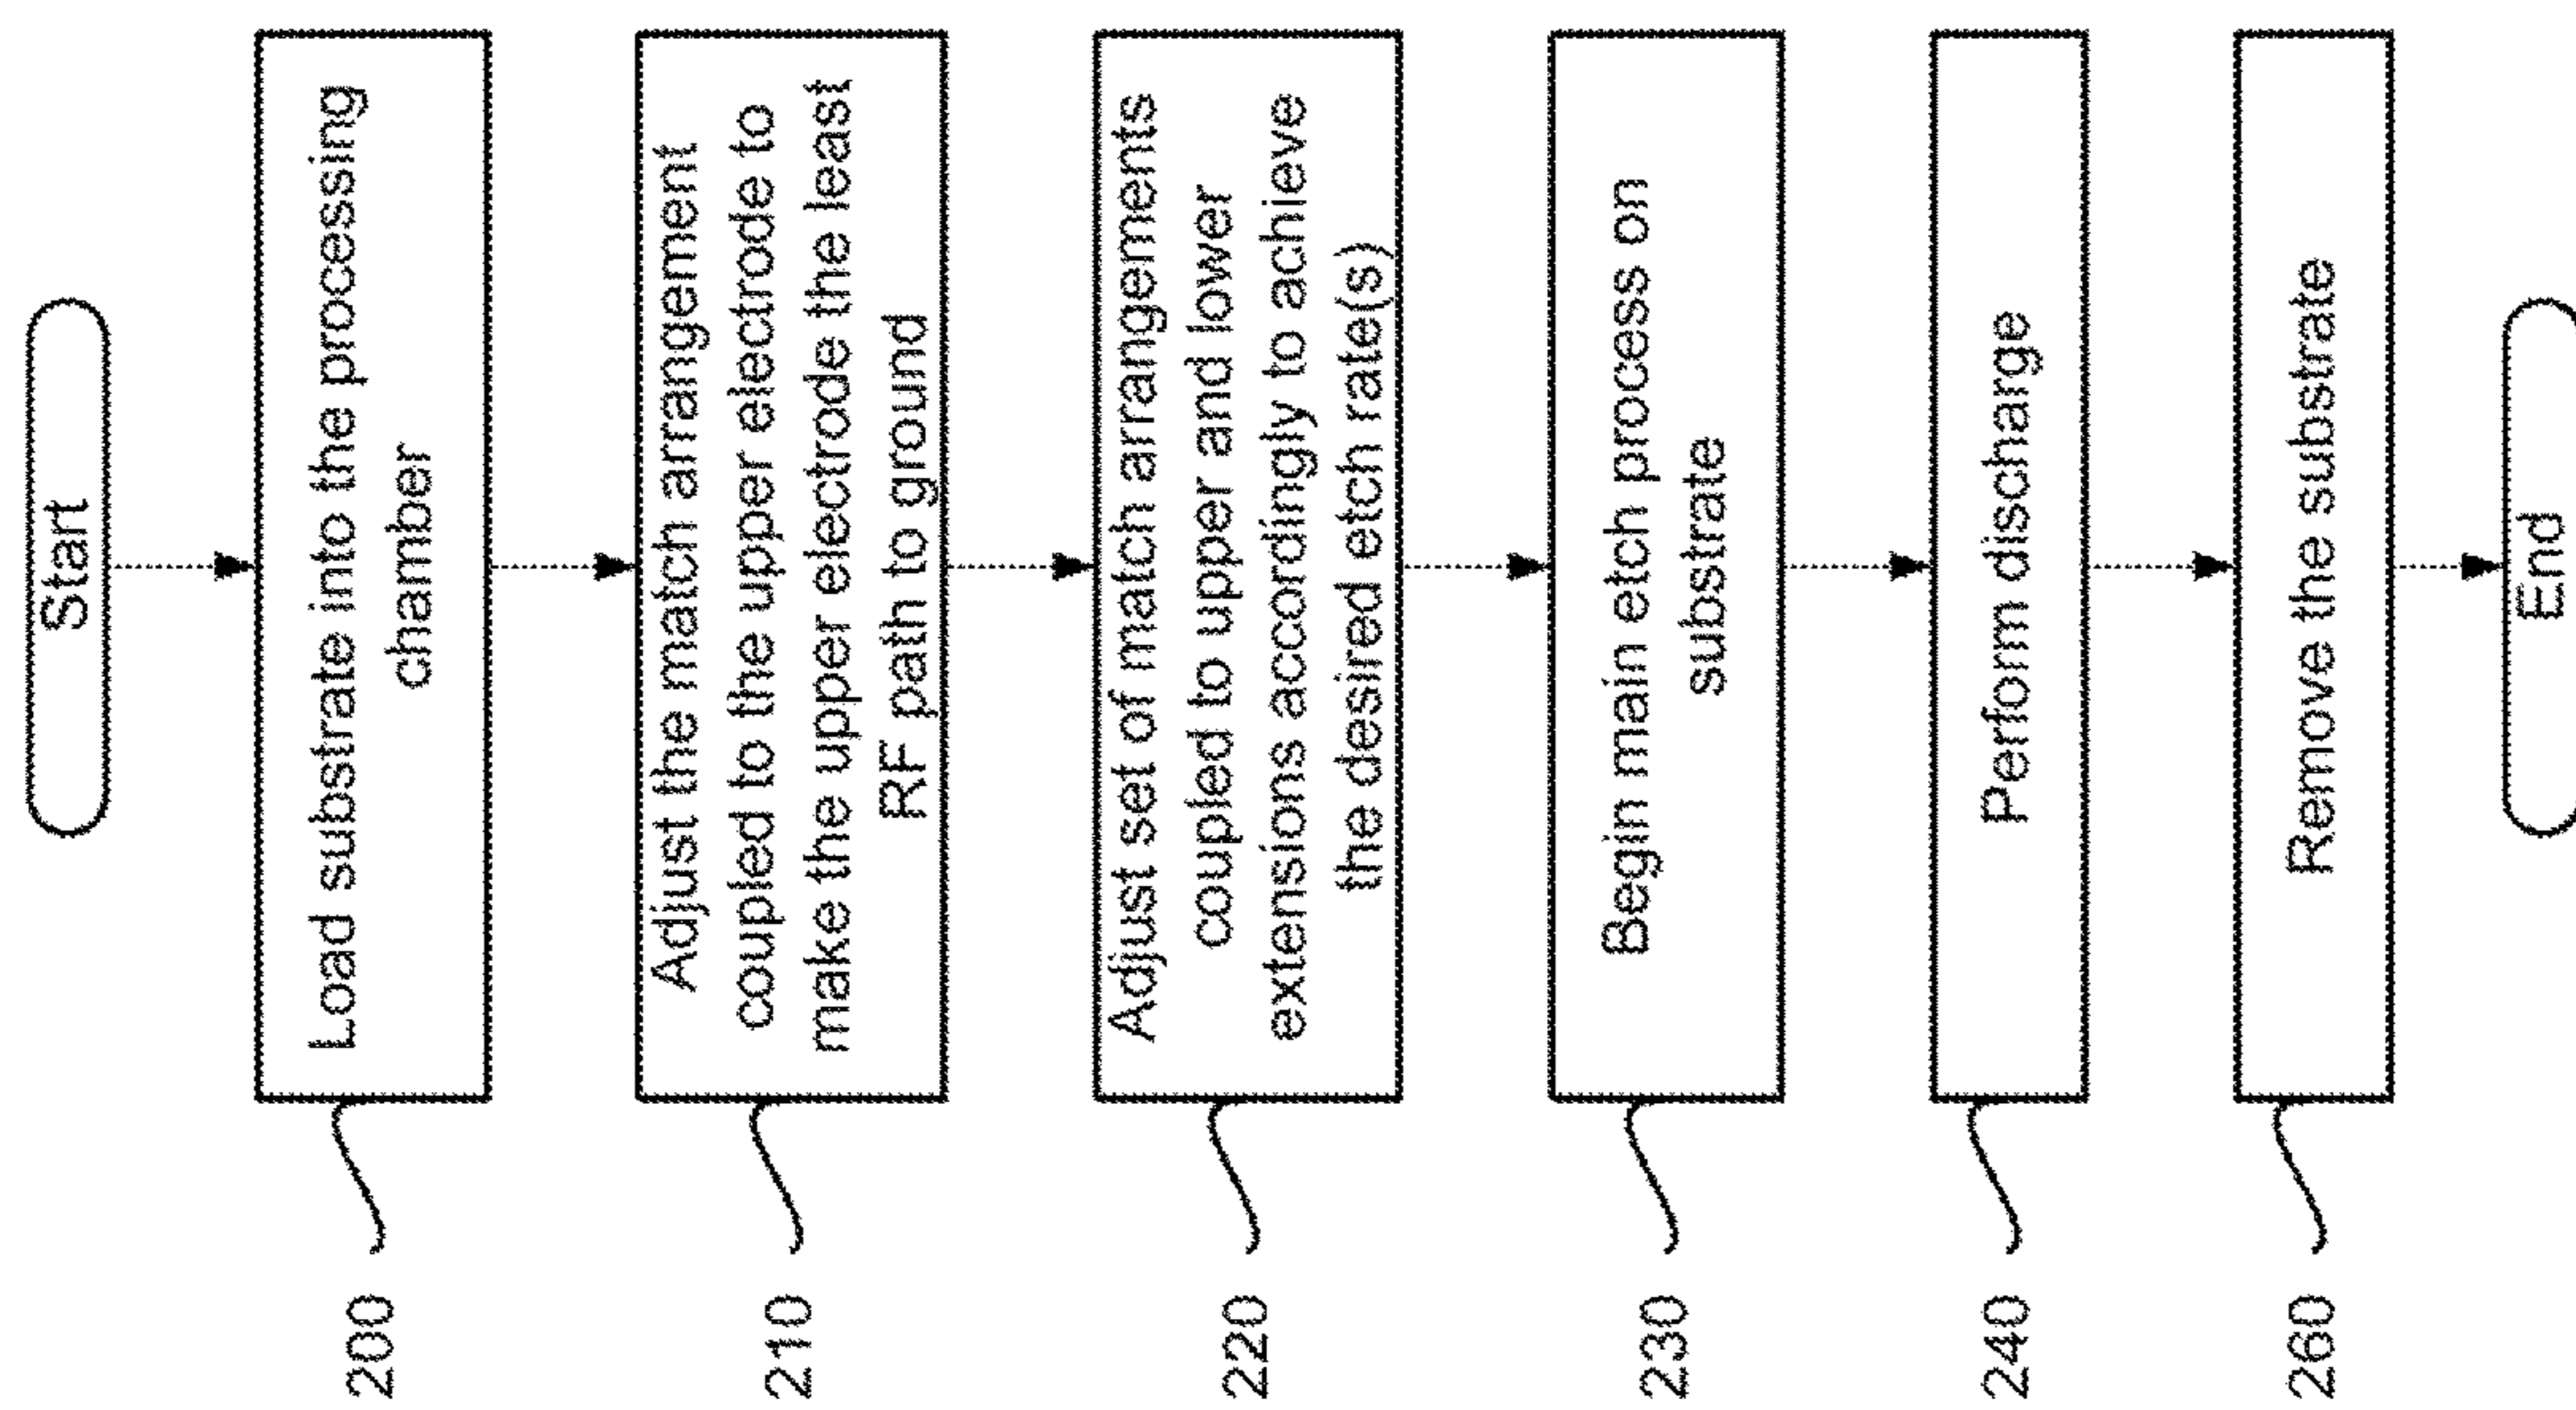 Start
200
Load substrate into the processing
chamber
210
Adjust the match arrangement
coupled to the upper electrode to
make the upper electrode the least
RF path to ground
220
Adjust set of match arrangements
coupled to upper and lower
extensions accordingly to achieve
the desired etch rate(s)
230
Begin main etch process on
substrate
240
Perform discharge
260
Remove the substrate
End